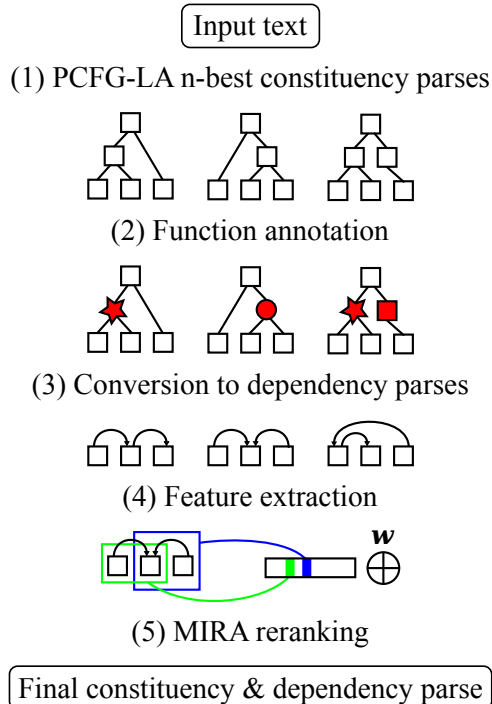 Input text
(1) PCFG-LA n-best constituency parses
(2) Function annotation
(3) Conversion to dependency parses
(4) Feature extraction
w
(5) MIRA reranking
Final constituency & dependency parse